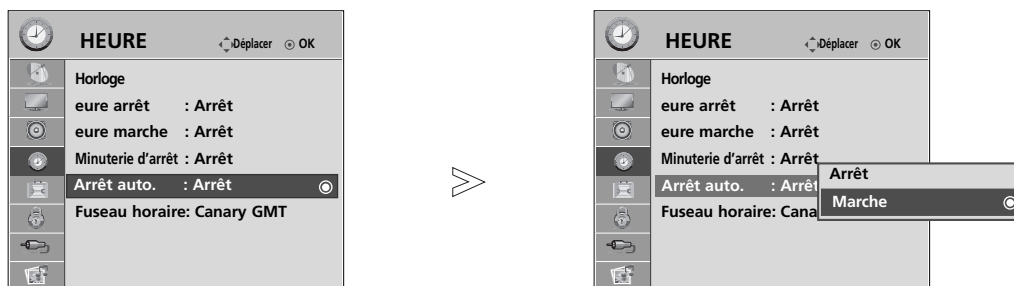 HEURE Déplacer OK
Horloge
eure arrêt : Arrêt
eure marche : Arrêt
Minuterie d'arrêt : Arrêt
Arrêt auto. : Arrêt
Fuseau horaire: Canary GMT
>
HEURE Déplacer OK
Horloge
eure arrêt : Arrêt
eure marche : Arrêt
Minuterie d'arrêt : Arrêt
Arrêt auto. : Arrêt
Fuseau horaire: Cana
Arrêt
Marche